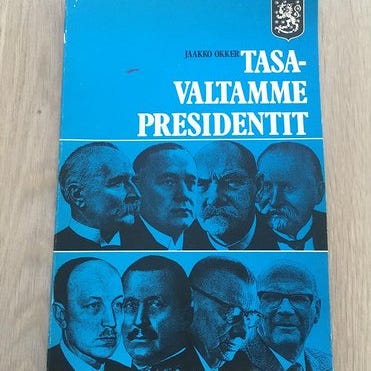 JAAKKO OKKER
TASA-
VALTAMME
PRESIDENTIT